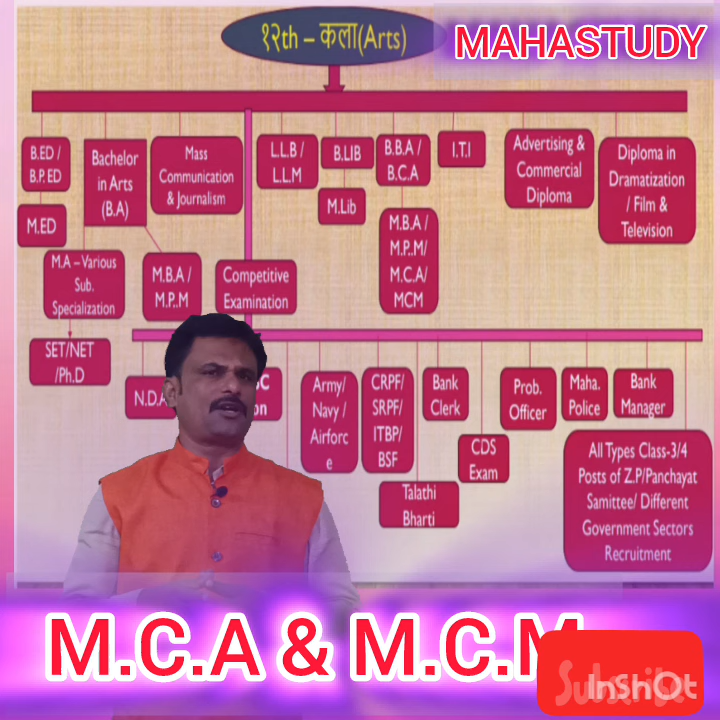 १२th – कला(Arts)
MAHASTUDY
B.ED /
B.P.ED
Bachelor
in Arts
(B.A)
Mass
Communication
& Journalism
L.L.B /
L.L.M
B.LIB
B.B.A /
B.C.A
I.T.I
Advertising &
Commercial
Diploma
Diploma in
Dramatization
/ Film &
Television
M.ED
M.Lib
M.A – Various
Sub.
Specialization
M.B.A /
M.P.M
Competitive
Examination
M.B.A /
M.P.M/
M.C.A/
MCM
SET/NET
/Ph.D
N.D.A
Army/
Navy /
Airforc
e
CRPF/
SRPF/
ITBP/
BSF
Bank
Clerk
Prob.
Officer
Maha.
Police
Bank
Manager
CDS
Exam
Talathi
Bharti
All Types Class-3/4
Posts of Z.P/Panchayat
Samittee/ Different
Government Sectors
Recruitment
M.C.A & M.C.M
Subscribe
InShOt